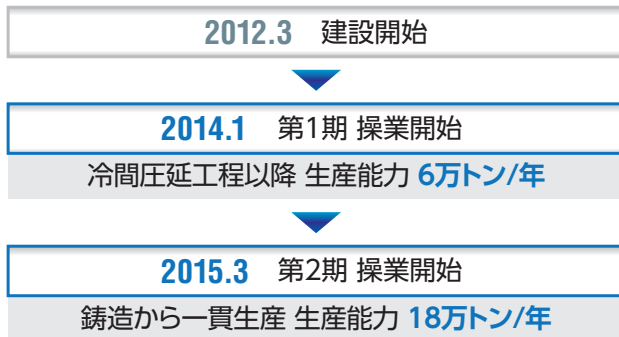 2012.3 建設開始
2014.1 第1期 操業開始
冷間圧延工程以降 生産能力 6万トン/年
2015.3 第2期 操業開始
鋳造から一貫生産 生産能力 18万トン/年